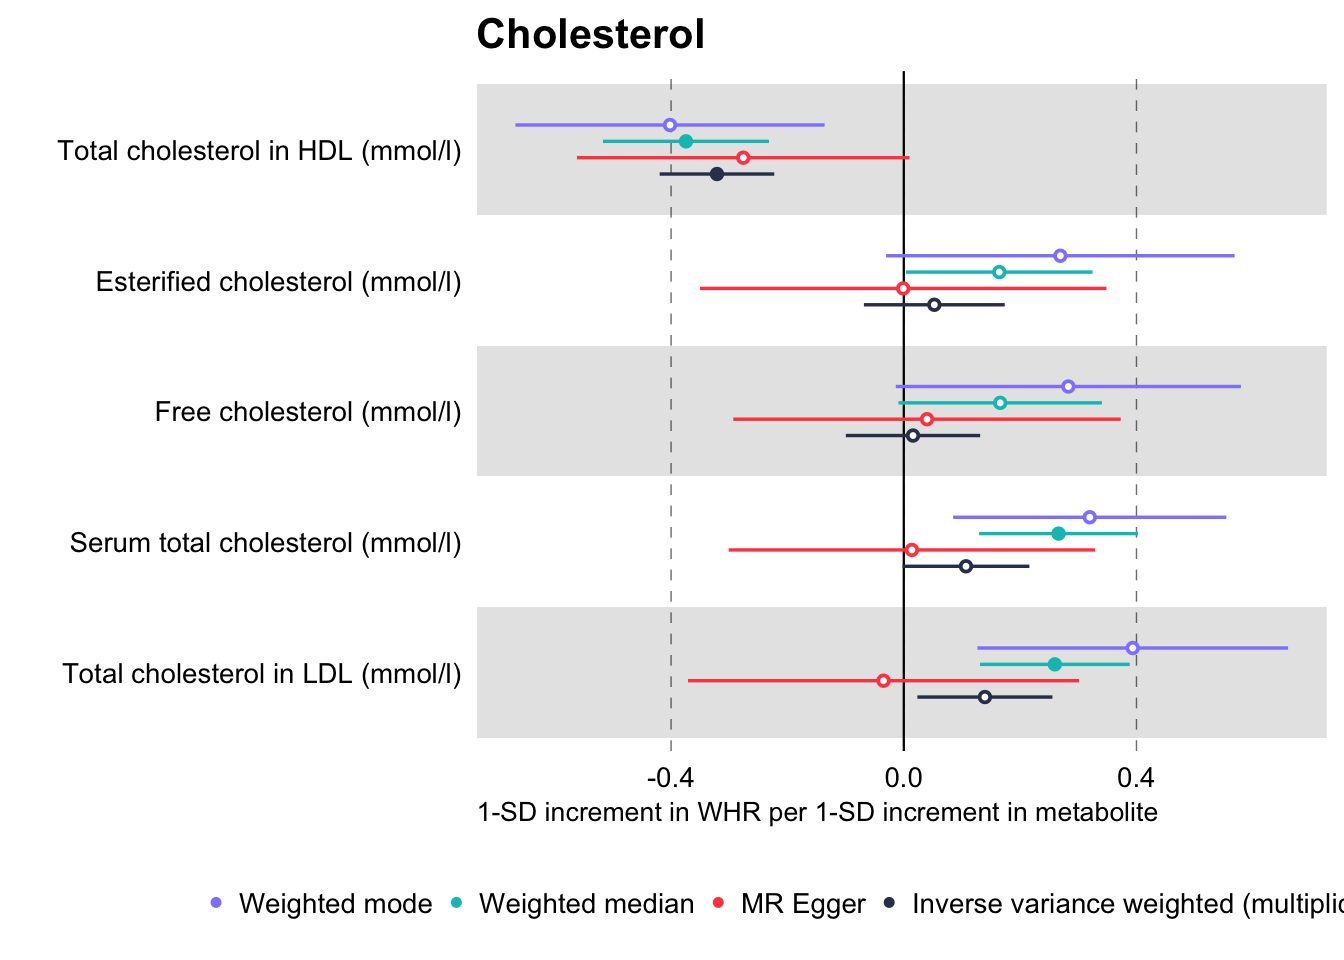 Cholesterol
Total cholesterol in HDL (mmol/l)
Esterified cholesterol (mmol/l)
Free cholesterol (mmol/l)
Serum total cholesterol (mmol/l)
Total cholesterol in LDL (mmol/l)
-0.4 0.0 0.4
1-SD increment in WHR per 1-SD increment in metabolite
Weighted mode Weighted median MR Egger Inverse variance weighted